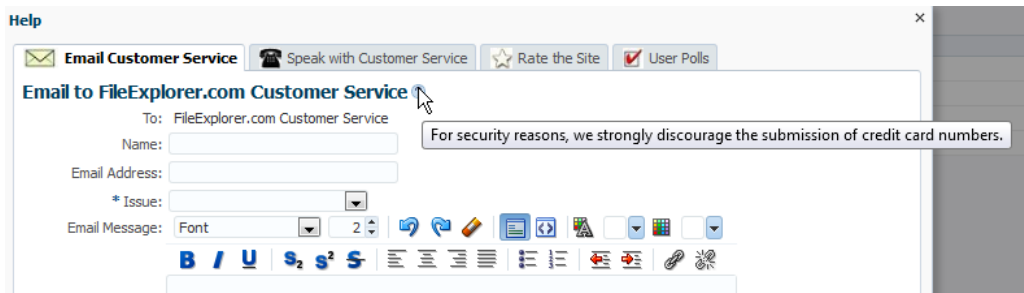 Help
Email Customer Service Speak with Customer Service Rate the Site User Polls
Email to FileExplorer.com Customer Service
To: FileExplorer.com Customer Service
For security reasons, we strongly discourage the submission of credit card numbers.
Name:
Email Address:
* Issue:
Email Message: Font 2
B I U S₂ S² S